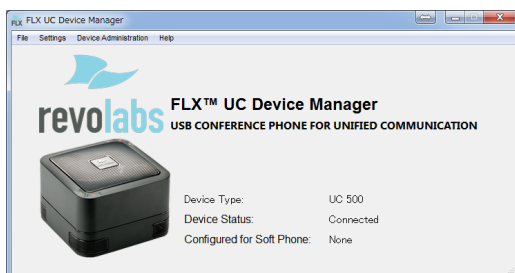 FLX FLX UC Device Manager
File Settings Device Administration Help
revolabs
FLX™ UC Device Manager
USB CONFERENCE PHONE FOR UNIFIED COMMUNICATION
Device Type: UC 500
Device Status: Connected
Configured for Soft Phone: None